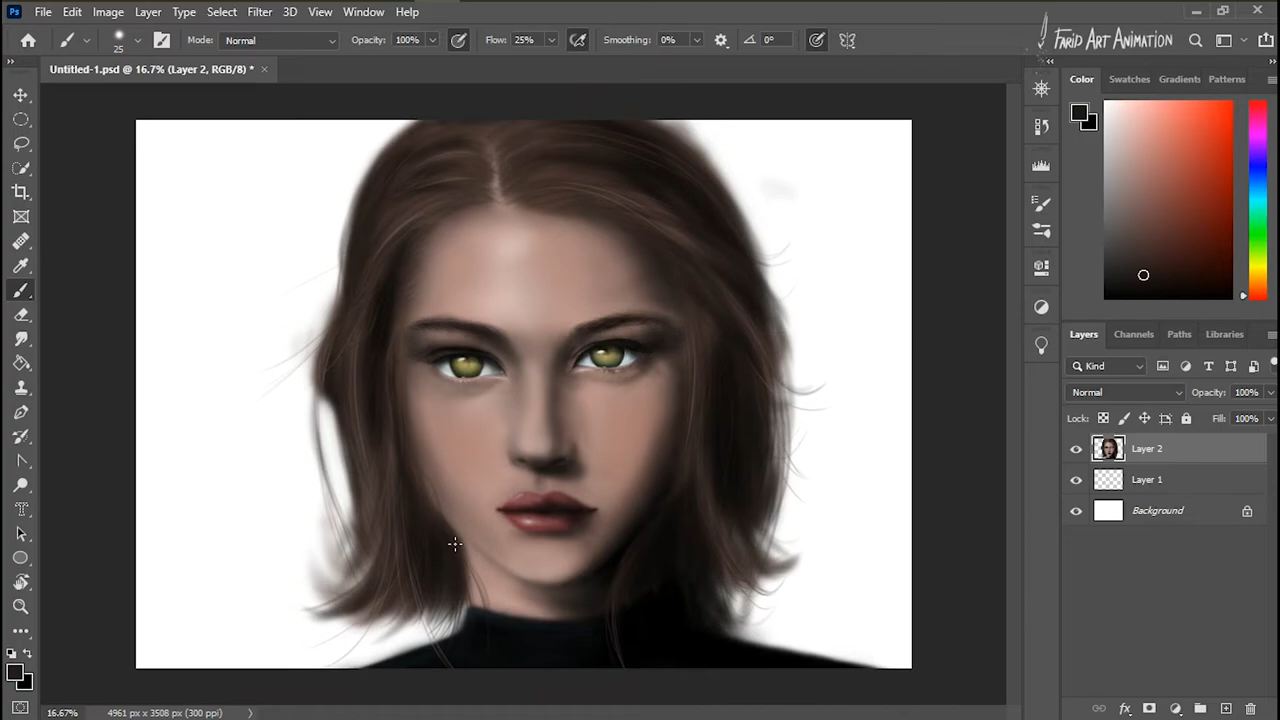 Ps File Edit Image Layer Type Select Filter 3D View Window Help
25 Mode: Normal Opacity: 100% Flow: 25% Smoothing: 0% 0° FARID ART ANIMATION
Untitled-1.psd @ 16.7% (Layer 2, RGB/8) * ×
Color Swatches Gradients Patterns
Layers Channels Paths Libraries
Kind
Normal Opacity: 100%
Lock: Fill: 100%
Layer 2
Layer 1
Background
16.67% 4961 px x 3508 px (300 ppi)